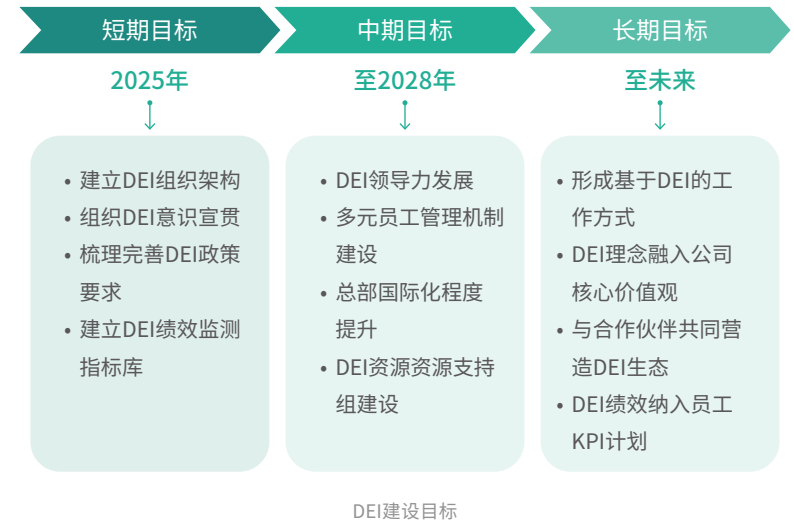 短期目标
中期目标
长期目标
2025年
至2028年
至未来
• 建立DEI组织架构
• 组织DEI意识宣贯
• 梳理完善DEI政策
要求
• 建立DEI绩效监测
指标库
• DEI领导力发展
• 多元员工管理机制
建设
• 总部国际化程度
提升
• DEI资源资源支持
组建设
• 形成基于DEI的工
作方式
• DEI理念融入公司
核心价值观
• 与合作伙伴共同营
造DEI生态
• DEI绩效纳入员工
KPI计划
DEI建设目标